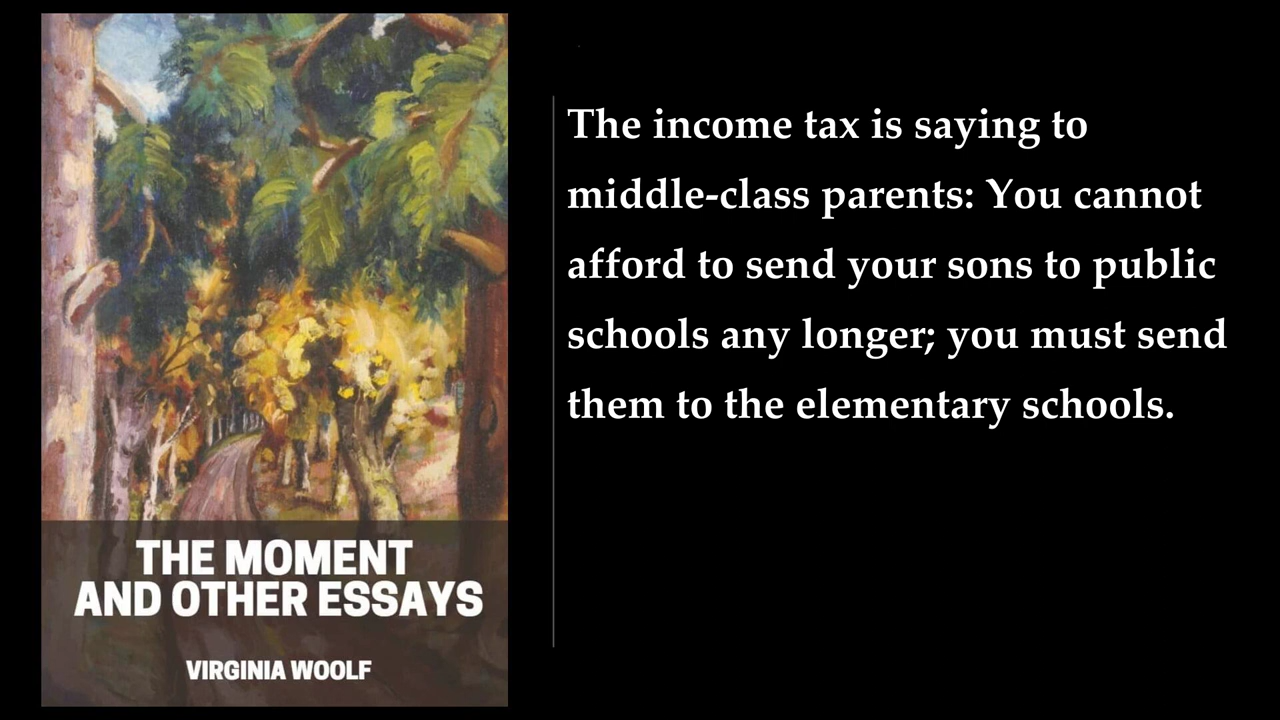 The income tax is saying to
middle-class parents: You cannot
afford to send your sons to public
schools any longer; you must send
them to the elementary schools.
THE MOMENT
AND OTHER ESSAYS
VIRGINIA WOOLF